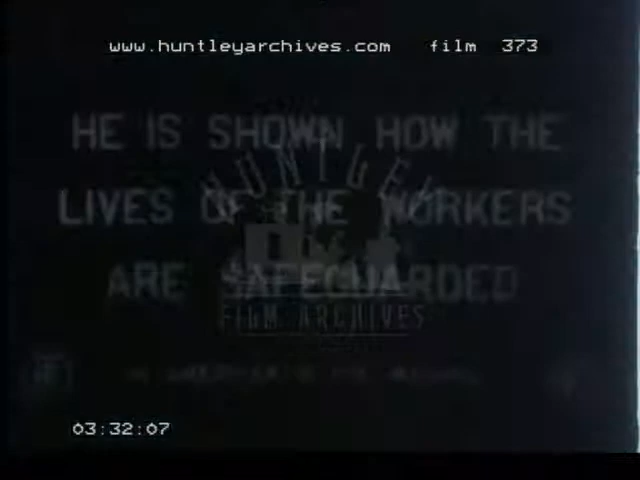 www.huntleyarchives.com film 373
HE IS SHOWN HOW THE
LIVES OF THE WORKERS
ARE SAFEGUARDED
HUNTLEY
FILM ARCHIVES
03:32:07